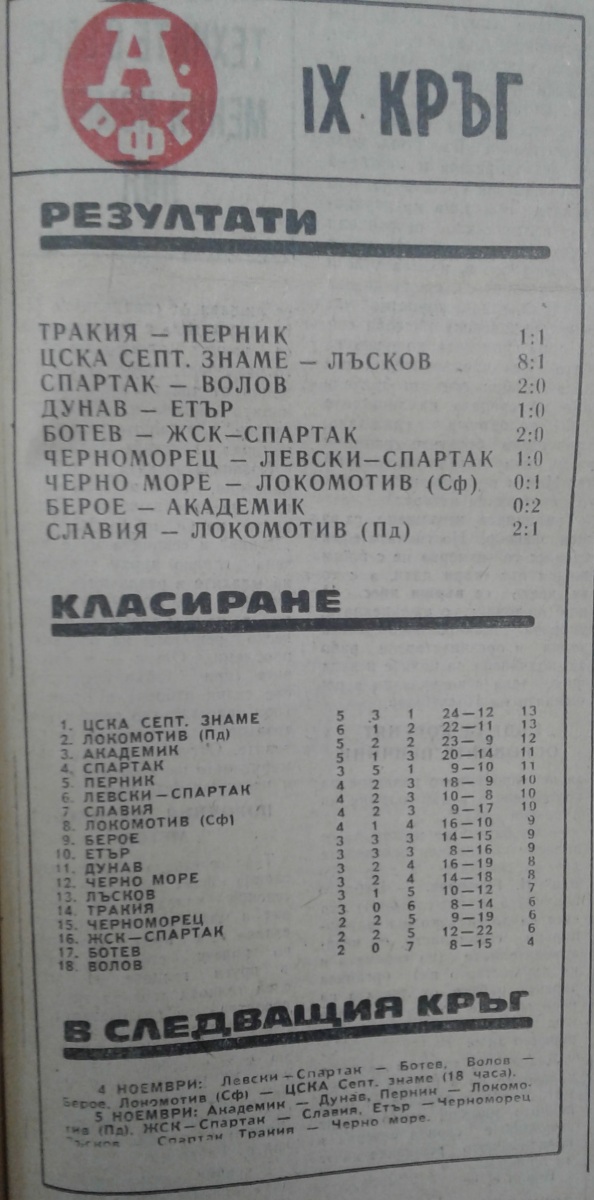 А
РФГ
IX КРЪГ
РЕЗУЛТАТИ
ТРАКИЯ — ПЕРНИК 1:1
ЦСКА СЕПТ. ЗНАМЕ — ЛЪСКОВ 8:1
СПАРТАК — ВОЛОВ 2:0
ДУНАВ — ЕТЪР 1:0
БОТЕВ — ЖСК—СПАРТАК 2:0
ЧЕРНОМОРЕЦ — ЛЕВСКИ—СПАРТАК 1:0
ЧЕРНО МОРЕ — ЛОКОМОТИВ (Сф) 0:1
БЕРОЕ — АКАДЕМИК 0:2
СЛАВИЯ — ЛОКОМОТИВ (Пд) 2:1
КЛАСИРАНЕ
1. ЦСКА СЕПТ. ЗНАМЕ 5 3 1 24—12 13
2. ЛОКОМОТИВ (Пд) 6 1 2 22—11 13
3. АКАДЕМИК 5 2 2 23— 9 12
4. СПАРТАК 5 1 3 20—14 11
5. ПЕРНИК 3 5 1 9—10 11
6. ЛЕВСКИ—СПАРТАК 4 2 3 18— 9 10
7. СЛАВИЯ 4 2 3 10— 8 10
8. ЛОКОМОТИВ (Сф) 4 2 3 9—17 10
9. БЕРОЕ 4 1 4 16—10 9
10. ЕТЪР 3 3 3 14—15 9
11. ДУНАВ 3 3 3 8—16 9
12. ЧЕРНО МОРЕ 3 2 4 16—19 8
13. ЛЪСКОВ 3 2 4 14—18 8
14. ТРАКИЯ 3 1 5 10—12 7
15. ЧЕРНОМОРЕЦ 3 0 6 8—14 6
16. ЖСК—СПАРТАК 2 2 5 9—19 6
17. БОТЕВ 2 2 5 12—22 6
18. ВОЛОВ 2 0 7 8—15 4
В СЛЕДВАЩИЯ КРЪГ
4 НОЕМВРИ: Левски—Спартак — Ботев, Волов —
Берое, Локомотив (Сф) — ЦСКА Септ. знаме (18 часа).
5 НОЕМВРИ: Академик — Дунав, Перник — Локомо-
тив (Пд), ЖСК—Спартак — Славия, Етър —Черноморец
— Спартак Тракия — Черно море.